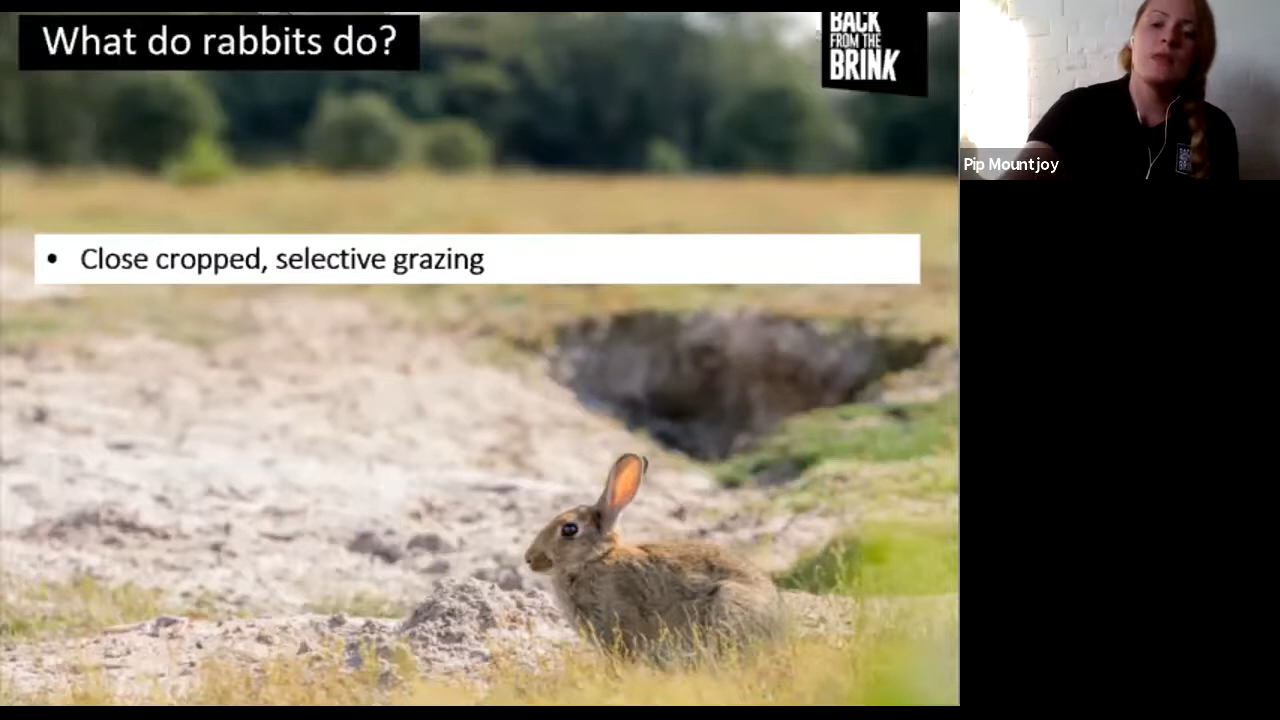 What do rabbits do?
BACK
FROM THE
BRINK
Pip Mountjoy
• Close cropped, selective grazing